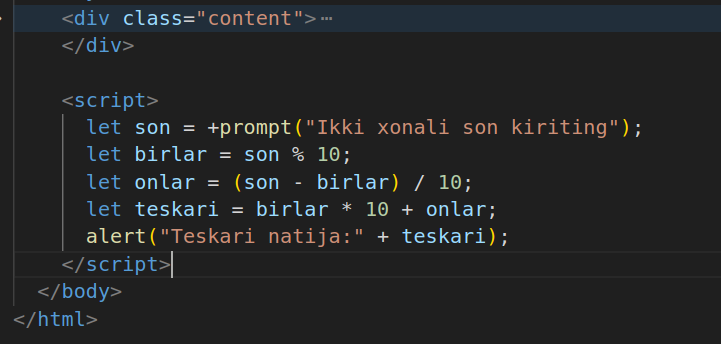 <div class="content">⋯
</div>
<script>
let son = +prompt("Ikki xonali son kiriting");
let birlar = son % 10;
let onlar = (son - birlar) / 10;
let teskari = birlar * 10 + onlar;
alert("Teskari natija:" + teskari);
</script>
</body>
</html>